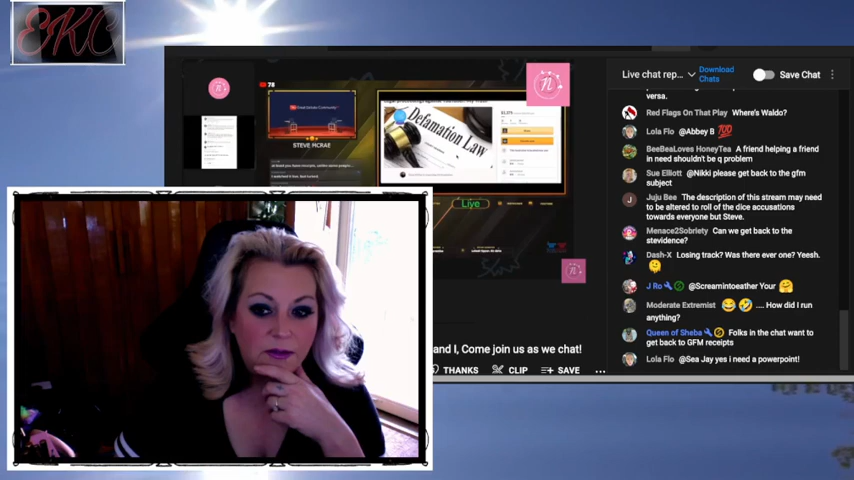 EKC
Live chat rep...
Download
Chats
Save Chat
versa.
Red Flags On That Play Where's Waldo?
Lola Flo @Abbey B 💯
BeeBeaLoves HoneyTea A friend helping a friend
in need shouldn't be q problem
Sue Elliott @Nikki please get back to the gfm
subject
Juju Bee The description of this stream may need
to be altered to roll of the dice accusations
towards everyone but Steve.
Menace2Sobriety Can we get back to the
stevidence?
Dash-X Losing track? Was there ever one? Yeesh.
J Ro @Screamintoeather Your 🤗
Moderate Extremist 😂 🤣 .... How did I run
anything?
Queen of Sheba Folks in the chat want to
get back to GFM receipts
Lola Flo @Sea Jay yes i need a powerpoint!
78
n
STEVE MCRAE
Defamation Law
Live
n
and I, Come join us as we chat!
THANKS
CLIP
SAVE
...